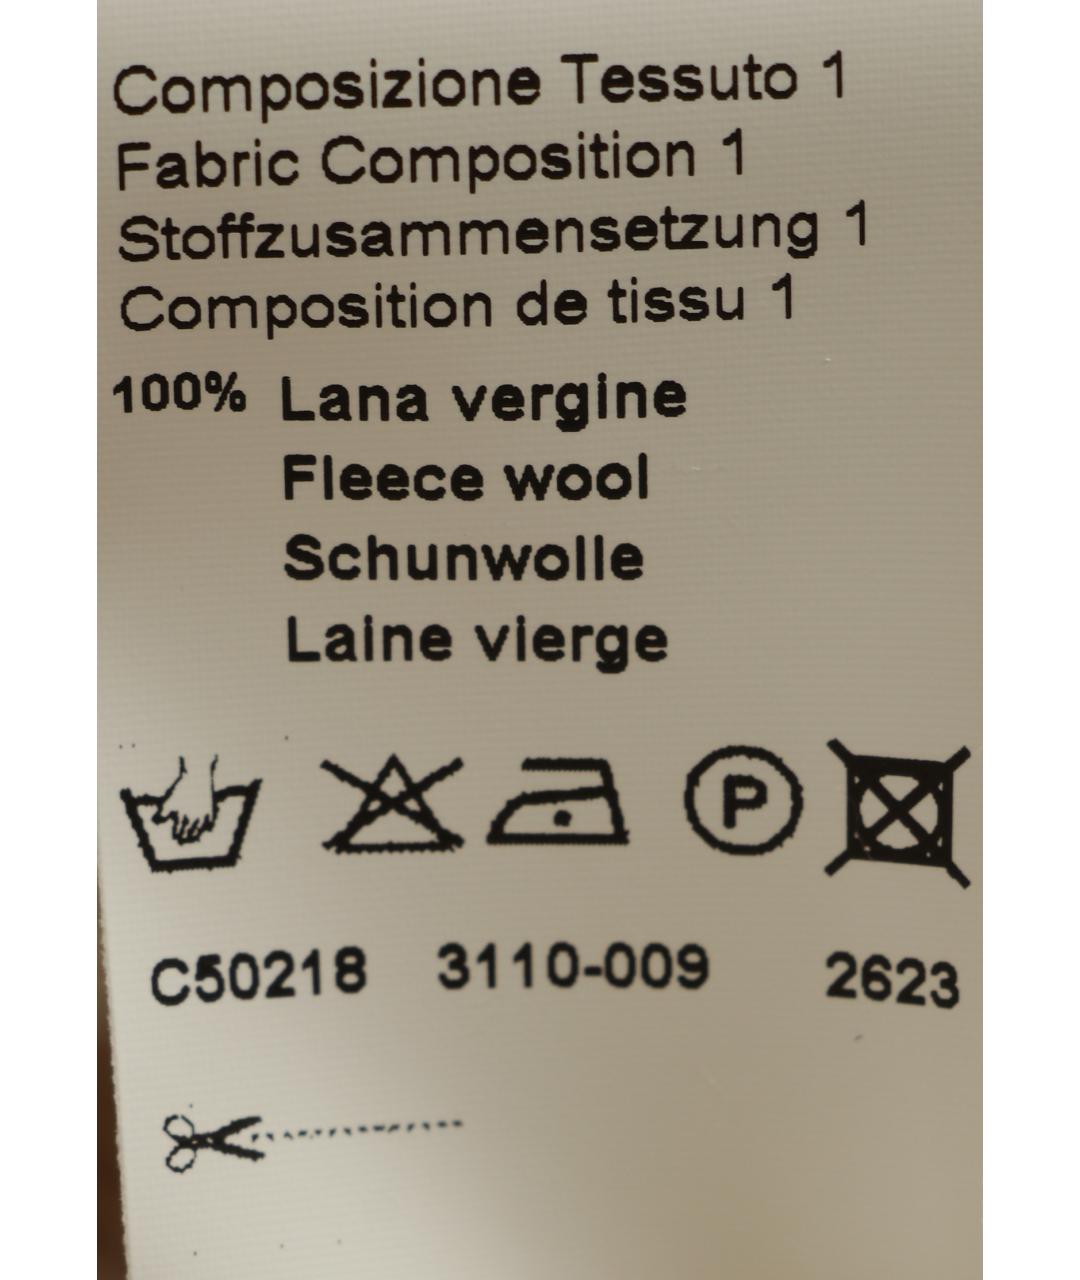 Composizione Tessuto 1
Fabric Composition 1
Stoffzusammensetzung 1
Composition de tissu 1
100% Lana vergine
Fleece wool
Schunwolle
Laine vierge
P
C50218 3110-009 2623